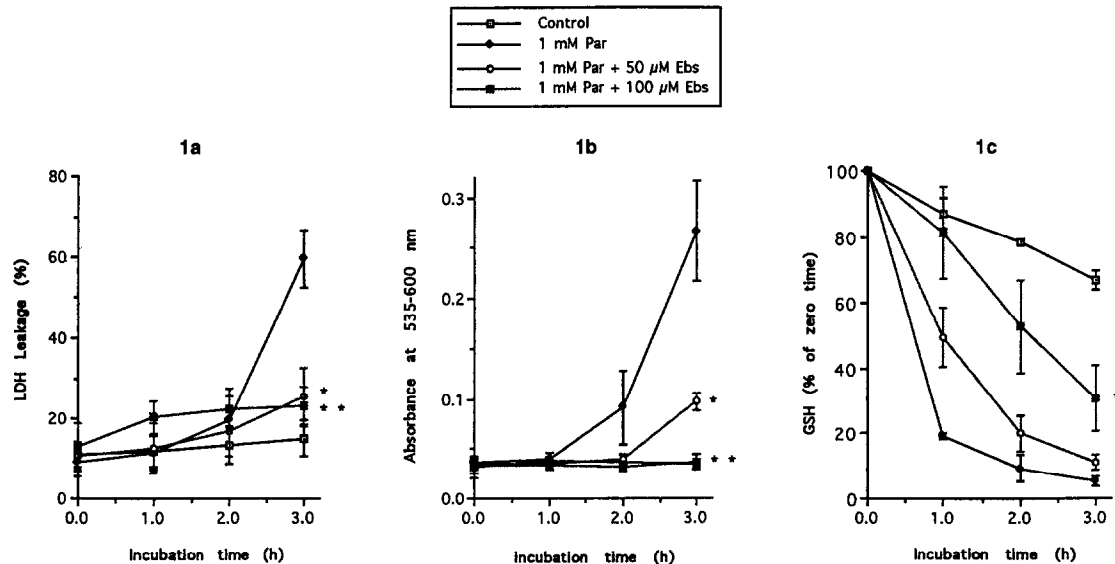 Control
1 mM Par
1 mM Par + 50 µM Ebs
1 mM Par + 100 µM Ebs
1a
LDH Leakage (%)
80
60
40
20
0
* 
* *
0.0 1.0 2.0 3.0
Incubation time (h)
1b
Absorbance at 535-600 nm
0.3
0.2
0.1
0.0
*
* *
0.0 1.0 2.0 3.0
Incubation time (h)
1c
GSH (% of zero time)
100
80
60
40
20
0
0.0 1.0 2.0 3.0
Incubation time (h)